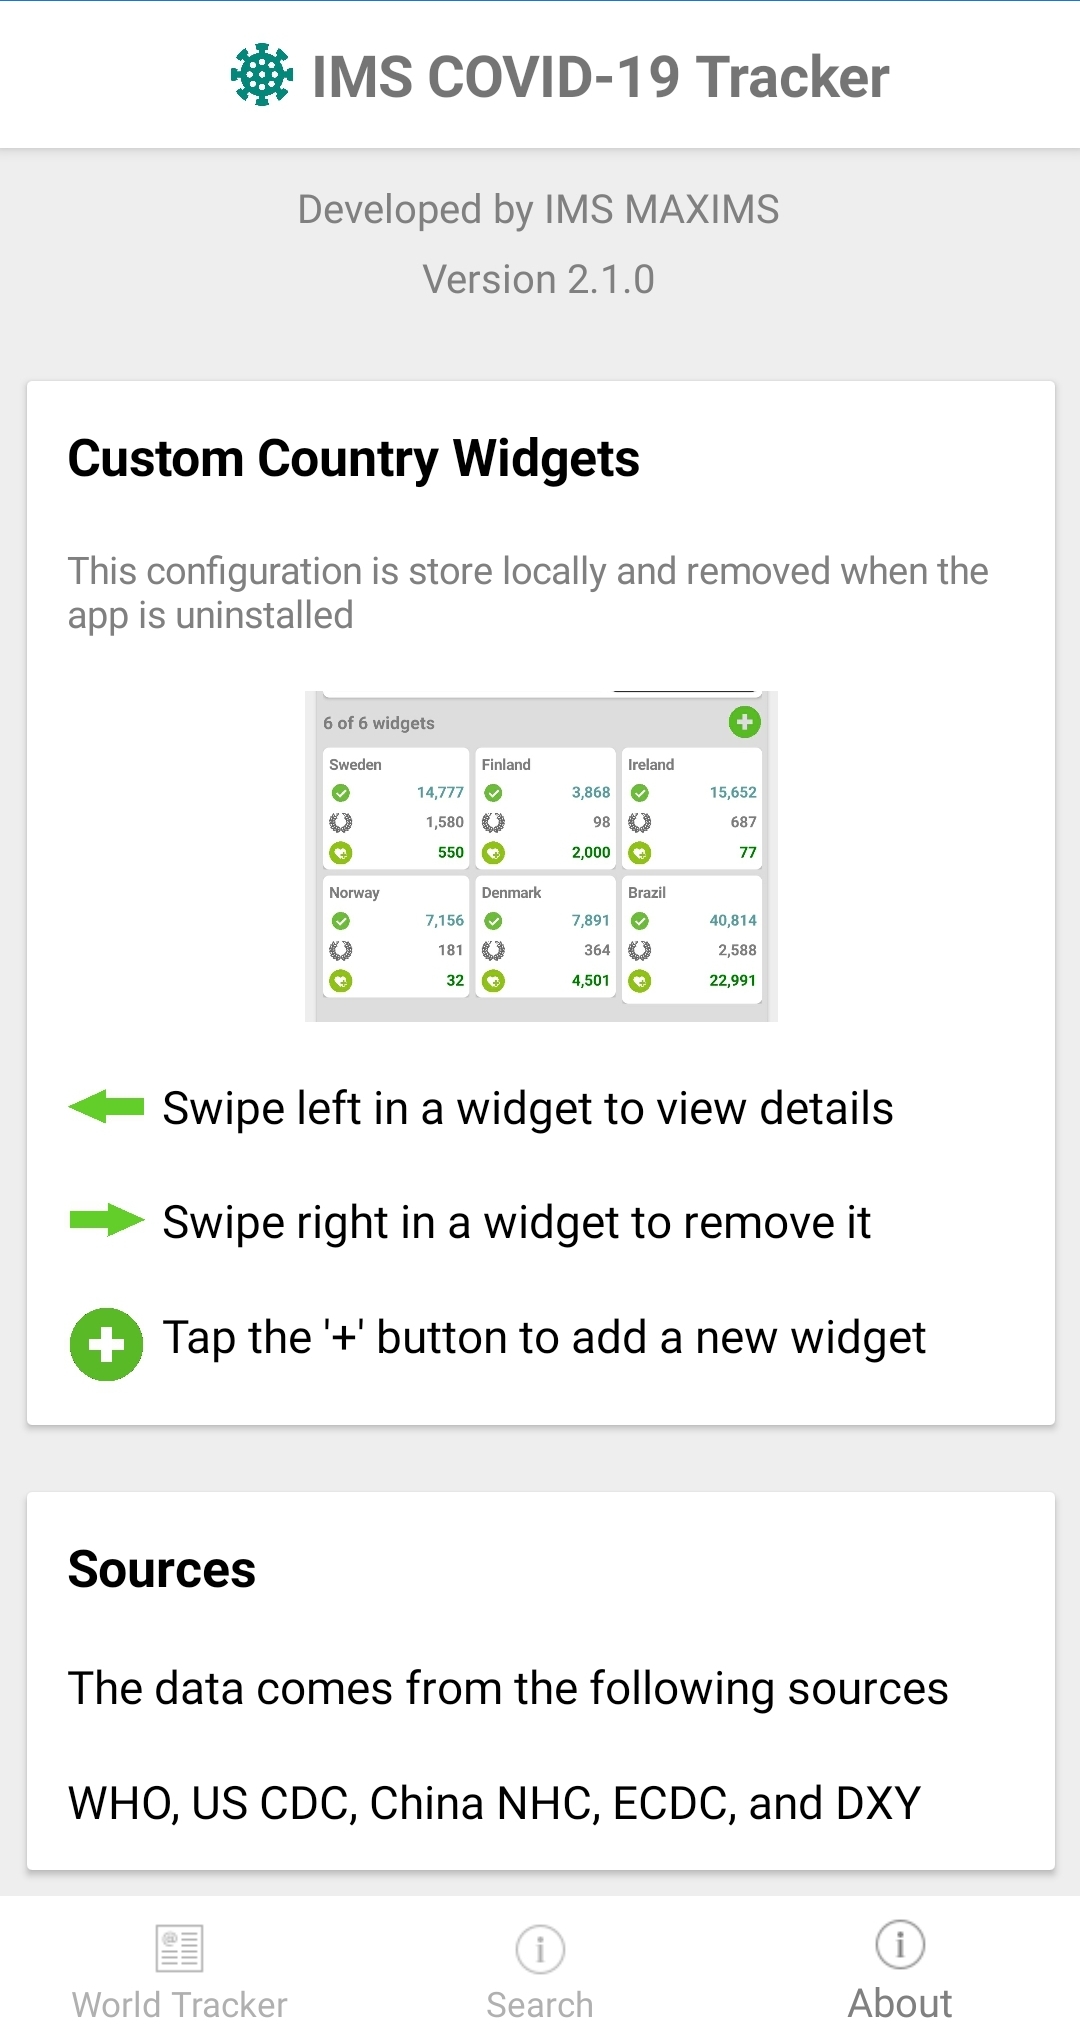 IMS COVID-19 Tracker
Developed by IMS MAXIMS
Version 2.1.0
Custom Country Widgets
This configuration is store locally and removed when the
app is uninstalled
6 of 6 widgets
Sweden Finland Ireland
14,777 3,868 15,652
1,580 98 687
550 2,000 77
Norway Denmark Brazil
7,156 7,891 40,814
181 364 2,588
32 4,501 22,991
Swipe left in a widget to view details
Swipe right in a widget to remove it
Tap the '+' button to add a new widget
Sources
The data comes from the following sources
WHO, US CDC, China NHC, ECDC, and DXY
World Tracker Search About